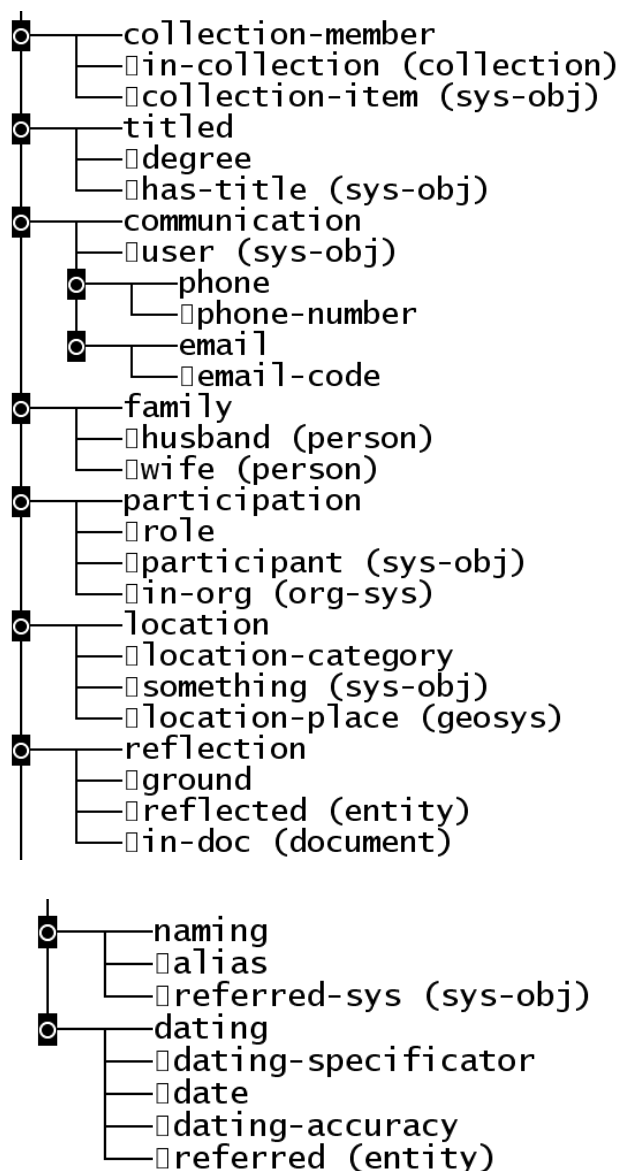 collection-member
▯in-collection (collection)
▯collection-item (sys-obj)
titled
▯degree
▯has-title (sys-obj)
communication
▯user (sys-obj)
phone
▯phone-number
email
▯email-code
family
▯husband (person)
▯wife (person)
participation
▯role
▯participant (sys-obj)
▯in-org (org-sys)
location
▯location-category
▯something (sys-obj)
▯location-place (geosys)
reflection
▯ground
▯reflected (entity)
▯in-doc (document)
naming
▯alias
▯referred-sys (sys-obj)
dating
▯dating-specificator
▯date
▯dating-accuracy
▯referred (entity)